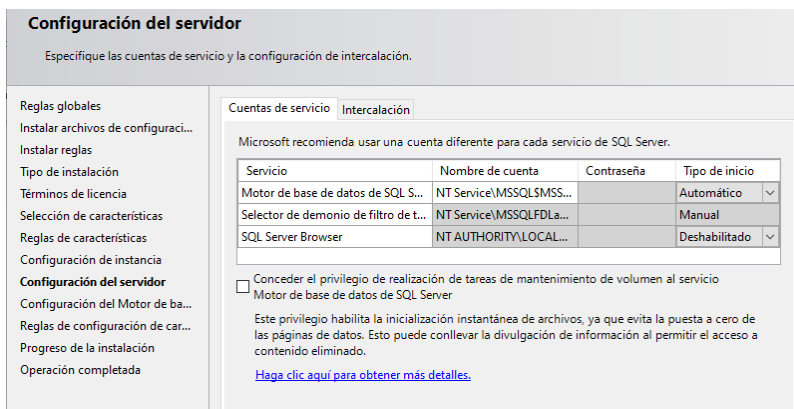 Configuración del servidor
Especifique las cuentas de servicio y la configuración de intercalación.
Reglas globales
Instalar archivos de configuraci...
Instalar reglas
Tipo de instalación
Términos de licencia
Selección de características
Reglas de características
Configuración de instancia
Configuración del servidor
Configuración del Motor de ba...
Reglas de configuración de car...
Progreso de la instalación
Operación completada
Cuentas de servicio Intercalación
Microsoft recomienda usar una cuenta diferente para cada servicio de SQL Server.
Servicio Nombre de cuenta Contraseña Tipo de inicio
Motor de base de datos de SQL S... NT Service\MSSQL$MSS... Automático
Selector de demonio de filtro de t... NT Service\MSSQLFDLa... Manual
SQL Server Browser NT AUTHORITY\LOCAL... Deshabilitado
Conceder el privilegio de realización de tareas de mantenimiento de volumen al servicio
Motor de base de datos de SQL Server
Este privilegio habilita la inicialización instantánea de archivos, ya que evita la puesta a cero de
las páginas de datos. Esto puede conllevar la divulgación de información al permitir el acceso a
contenido eliminado.
Haga clic aquí para obtener más detalles.